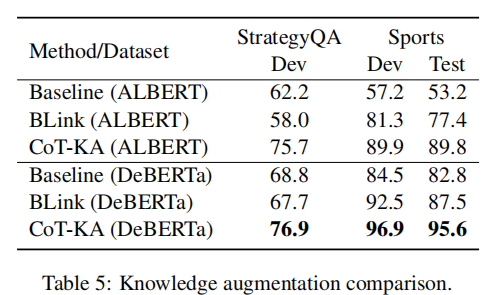 Method/Dataset StrategyQA Sports
Dev Dev Test
Baseline (ALBERT) 62.2 57.2 53.2
BLink (ALBERT) 58.0 81.3 77.4
CoT-KA (ALBERT) 75.7 89.9 89.8
Baseline (DeBERTa) 68.8 84.5 82.8
BLink (DeBERTa) 67.7 92.5 87.5
CoT-KA (DeBERTa) 76.9 96.9 95.6
Table 5: Knowledge augmentation comparison.